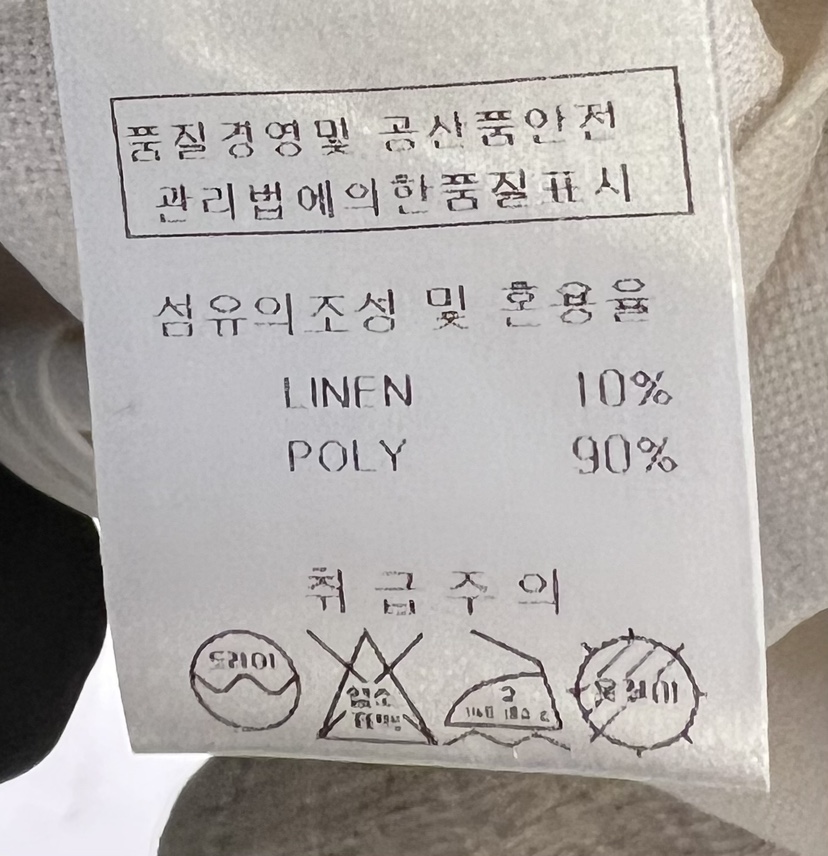 품질경영및 공산품안전
관리법에의한품질표시
섬유의조성 및 혼용율
LINEN 10%
POLY 90%
취급주의
드라이
염소
옷걸이